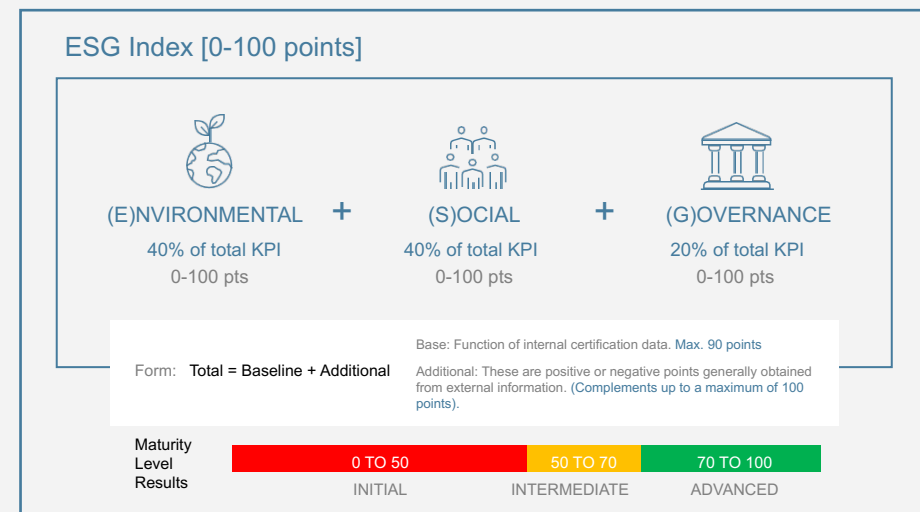 ESG Index [0-100 points]
(E)NVIRONMENTAL + (S)OCIAL + (G)OVERNANCE
40% of total KPI 40% of total KPI 20% of total KPI
0-100 pts 0-100 pts 0-100 pts
Form: Total = Baseline + Additional
Base: Function of internal certification data. Max. 90 points
Additional: These are positive or negative points generally obtained
from external information. (Complements up to a maximum of 100
points).
Maturity
Level
Results
0 TO 50 50 TO 70 70 TO 100
INITIAL INTERMEDIATE ADVANCED